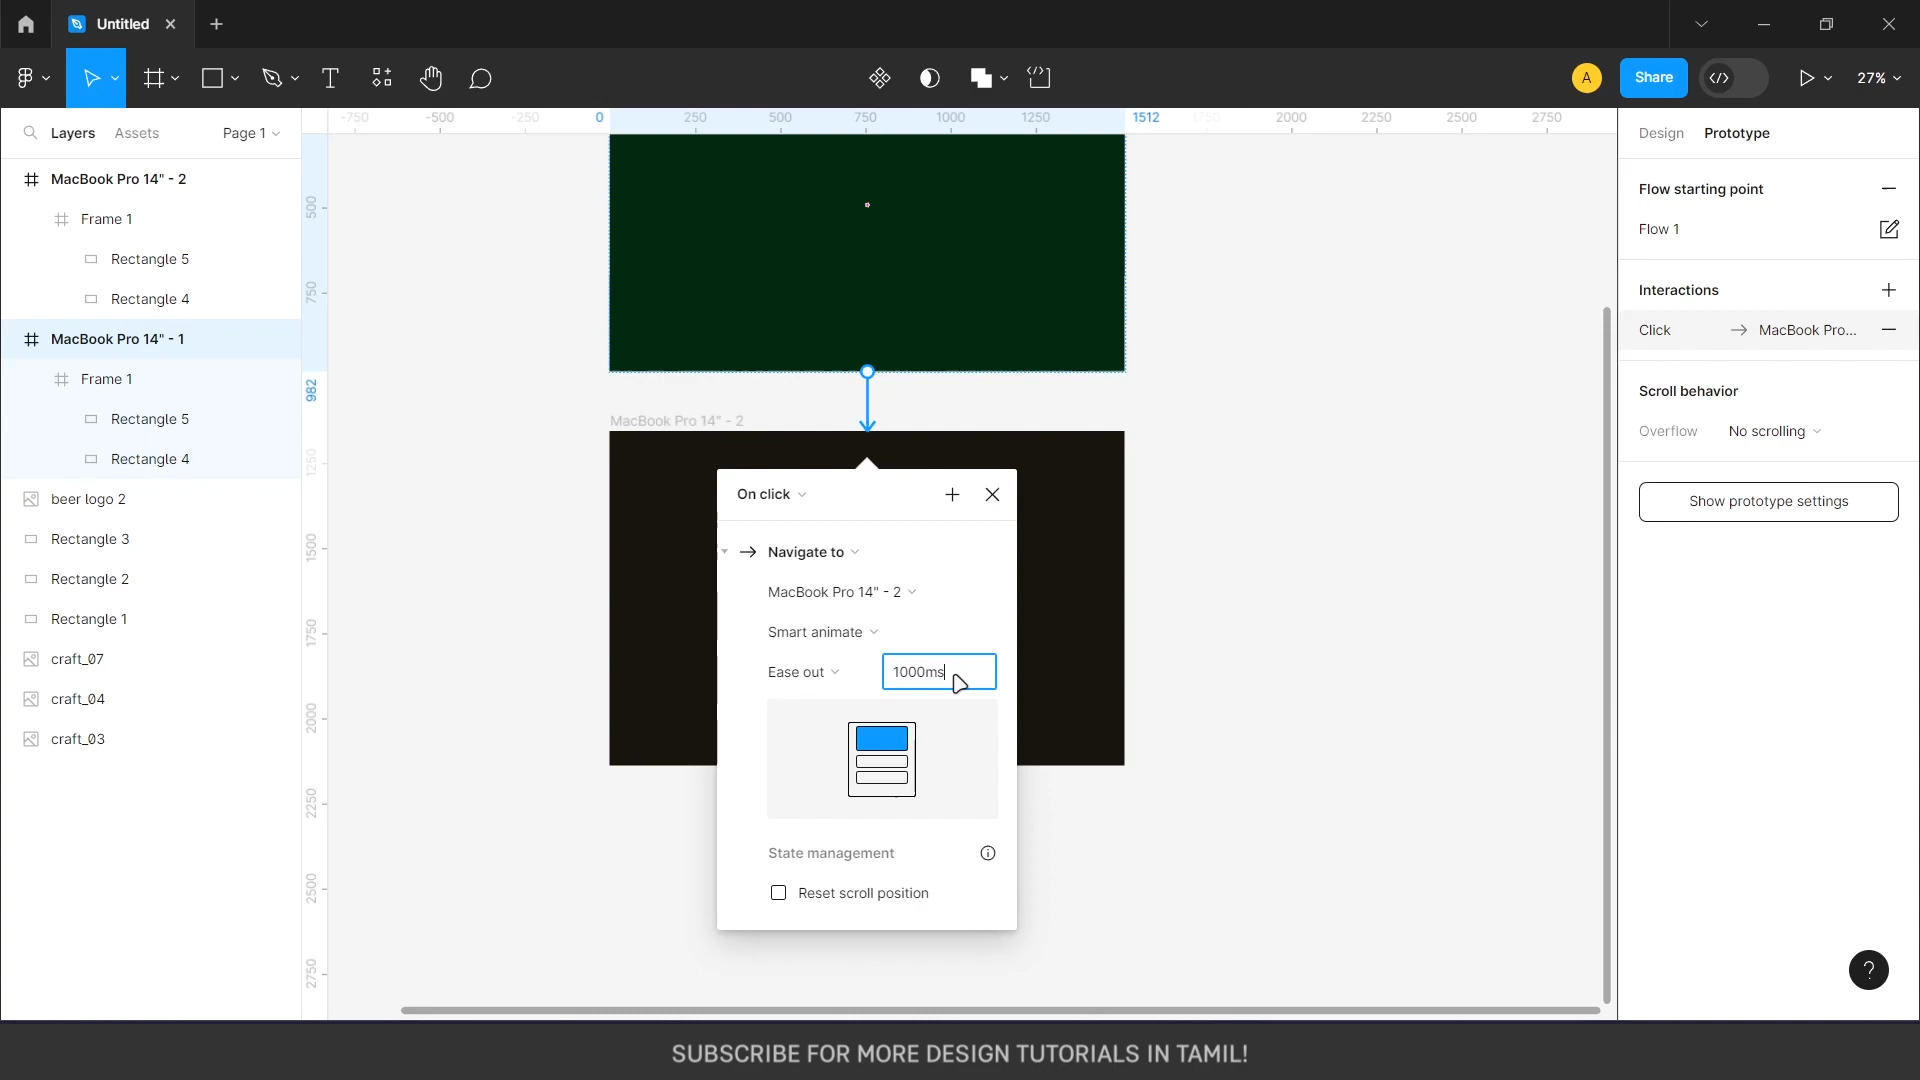 Untitled
Share
27%
Layers
Assets
Page 1
-750
-500
-250
0
250
500
750
1000
1250
1512
1750
2000
2250
2500
2750
Design
Prototype
MacBook Pro 14" - 2
Frame 1
Rectangle 5
Rectangle 4
MacBook Pro 14" - 1
Frame 1
Rectangle 5
Rectangle 4
beer logo 2
Rectangle 3
Rectangle 2
Rectangle 1
craft_07
craft_04
craft_03
500
750
982
1250
1500
1750
2000
2250
2500
2750
MacBook Pro 14" - 2
On click
Navigate to
MacBook Pro 14" - 2
Smart animate
Ease out
1000ms
State management
Reset scroll position
Flow starting point
Flow 1
Interactions
Click
MacBook Pro...
Scroll behavior
Overflow
No scrolling
Show prototype settings
A
?
SUBSCRIBE FOR MORE DESIGN TUTORIALS IN TAMIL!